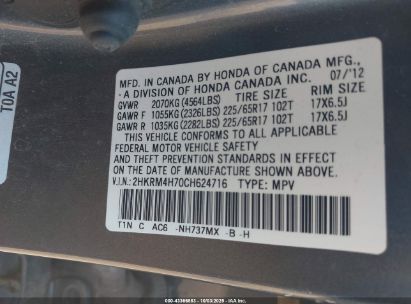 TOA A2
MFD. IN CANADA BY HONDA OF CANADA MFG.,
- A DIVISION OF HONDA CANADA INC. 07/'12
TIRE SIZE RIM SIZE
GVWR 2070KG (4564LBS)
GAWR F 1055KG (2326LBS) 225/65R17 102T 17X6.5J
GAWR R 1035KG (2282LBS) 225/65R17 102T 17X6.5J
THIS VEHICLE CONFORMS TO ALL APPLICABLE
FEDERAL MOTOR VEHICLE SAFETY AND THEFT
PREVENTION STANDARDS IN EFFECT ON THE DATE OF
MANUFACTURE SHOWN ABOVE.
V.I.N.: 2HKRM4H70CH624716 TYPE: MPV
T1N C AC6 -NH737MX -B -H